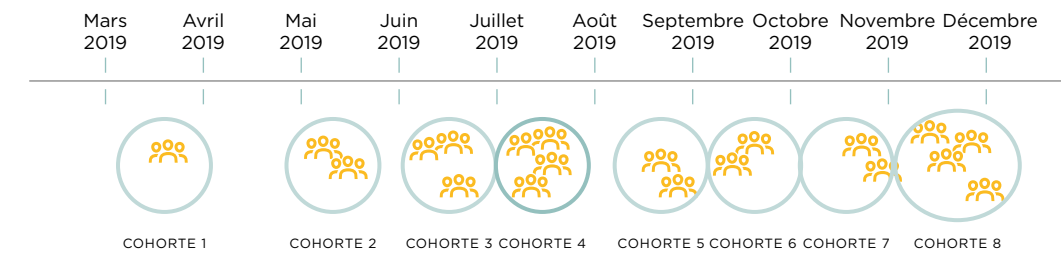 Mars Avril Mai Juin Juillet Août Septembre Octobre Novembre Décembre
2019 2019 2019 2019 2019 2019 2019 2019 2019 2019
COHORTE 1 COHORTE 2 COHORTE 3 COHORTE 4 COHORTE 5 COHORTE 6 COHORTE 7 COHORTE 8